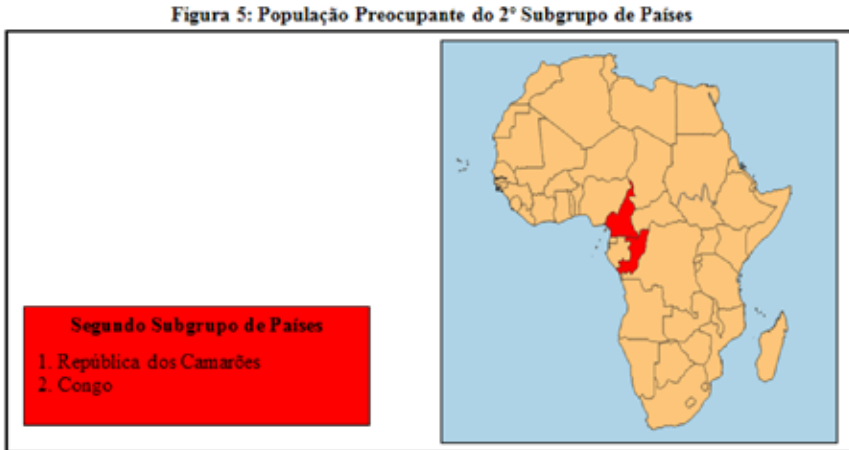 Figura 5: População Preocupante do 2º Subgrupo de Países
Segundo Subgrupo de Países
1. República dos Camarões
2. Congo